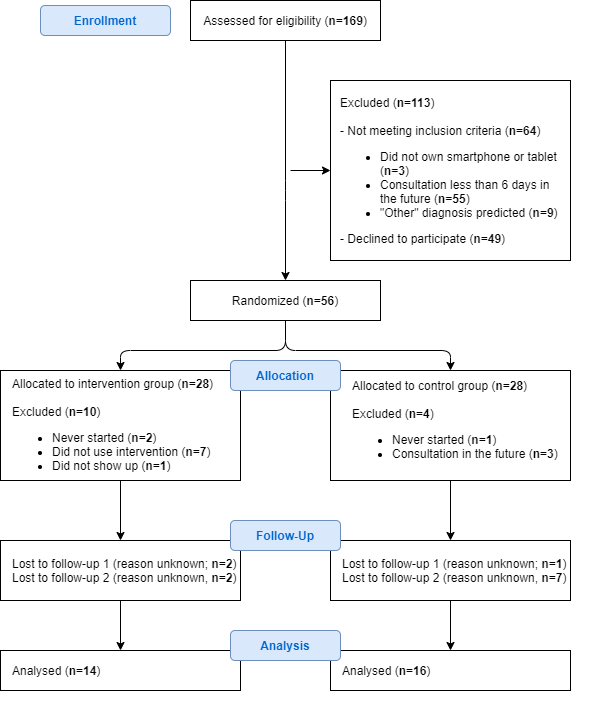 Enrollment
Assessed for eligibility (n=169)
Excluded (n=113)
- Not meeting inclusion criteria (n=64)
• Did not own smartphone or tablet
(n=3)
• Consultation less than 6 days in
the future (n=55)
• "Other" diagnosis predicted (n=9)
- Declined to participate (n=49)
Randomized (n=56)
Allocation
Allocated to intervention group (n=28)
Excluded (n=10)
• Never started (n=2)
• Did not use intervention (n=7)
• Did not show up (n=1)
Allocated to control group (n=28)
Excluded (n=4)
• Never started (n=1)
• Consultation in the future (n=3)
Follow-Up
Lost to follow-up 1 (reason unknown; n=2)
Lost to follow-up 2 (reason unknown, n=2)
Lost to follow-up 1 (reason unknown; n=1)
Lost to follow-up 2 (reason unknown, n=7)
Analysis
Analysed (n=14)
Analysed (n=16)